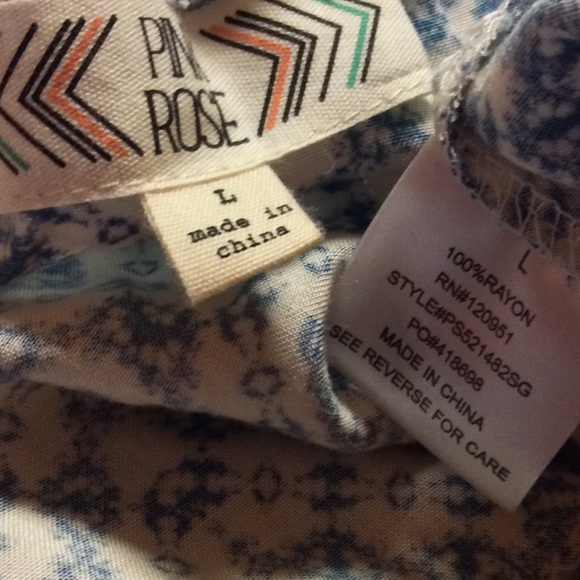 PINK
ROSE
L
made in
china
L
100%RAYON
RN#120951
STYLE#PS521482SG
PO#418698
MADE IN CHINA
SEE REVERSE FOR CARE